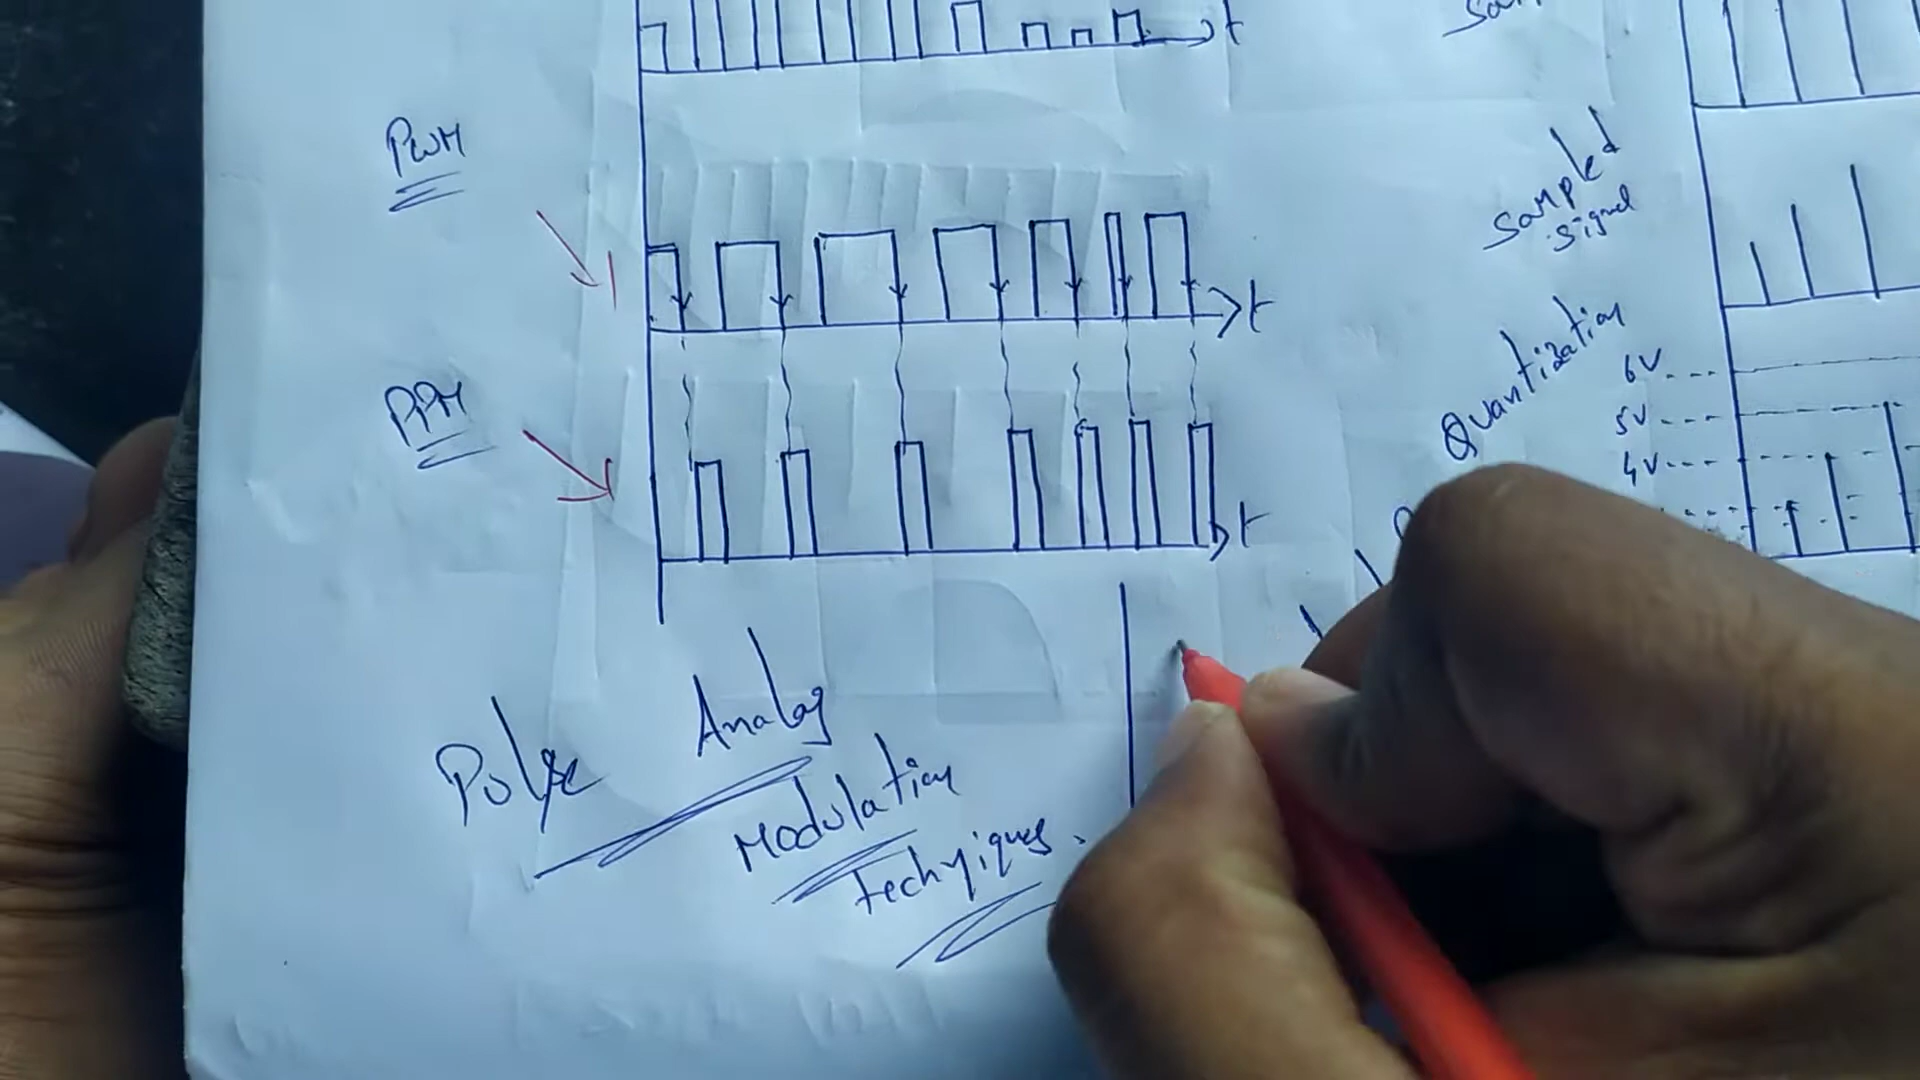 t
PWM
t
PPM
t
Pulse Analog
Modulation
Techniques.
Sampled
Signal
Quantization
6V
5V
4V